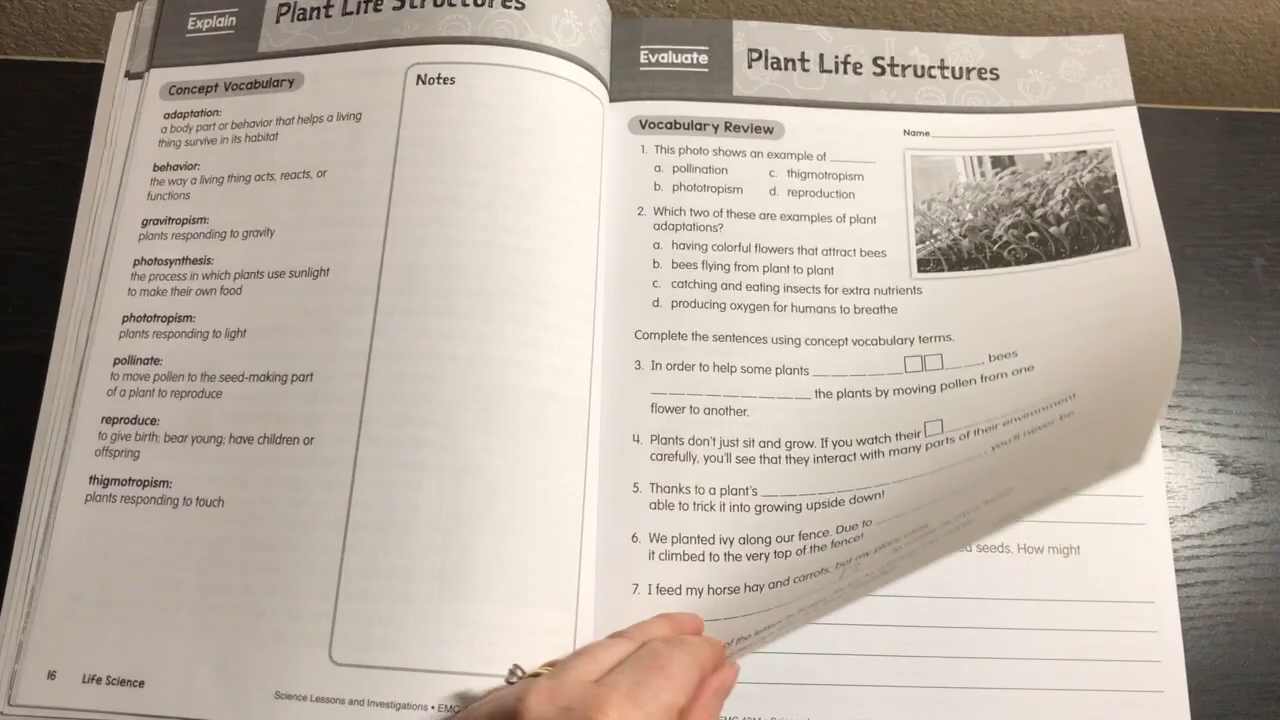 Explain
Plant Life Structures
Concept Vocabulary
adaptation:
a body part or behavior that helps a living
thing survive in its habitat
behavior:
the way a living thing acts, reacts, or
functions
gravitropism:
plants responding to gravity
photosynthesis:
the process in which plants use sunlight
to make their own food
phototropism:
plants responding to light
pollinate:
to move pollen to the seed-making part
of a plant to reproduce
reproduce:
to give birth; bear young; have children or
offspring
thigmotropism:
plants responding to touch
Notes
16 Life Science
Science Lessons and Investigations • EMC
Evaluate
Plant Life Structures
Vocabulary Review
Name
1. This photo shows an example of
a. pollination
b. phototropism
c. thigmotropism
d. reproduction
2. Which two of these are examples of plant
adaptations?
a. having colorful flowers that attract bees
b. bees flying from plant to plant
c. catching and eating insects for extra nutrients
d. producing oxygen for humans to breathe
Complete the sentences using concept vocabulary terms.
3. In order to help some plants , bees
the plants by moving pollen from one
flower to another.
4. Plants don't just sit and grow. If you watch their
carefully, you'll see that they interact with many parts of their environment
5. Thanks to a plant's , you'll never be
able to trick it into growing upside down!
6. We planted ivy along our fence. Due to
it climbed to the very top of the fence!
7. I feed my horse hay and carrots, but my
seeds. How might